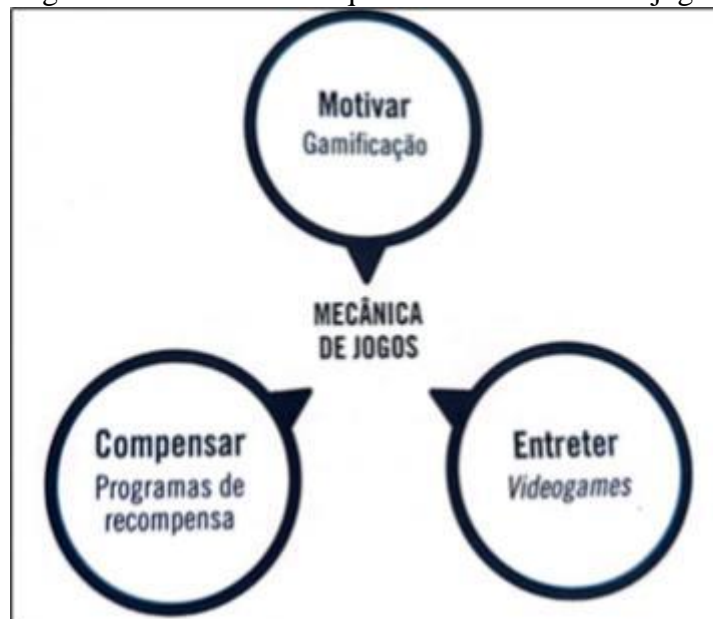 Motivar
Gamificação
MECÂNICA
DE JOGOS
Compensar
Programas de
recompensa
Entreter
Videogames